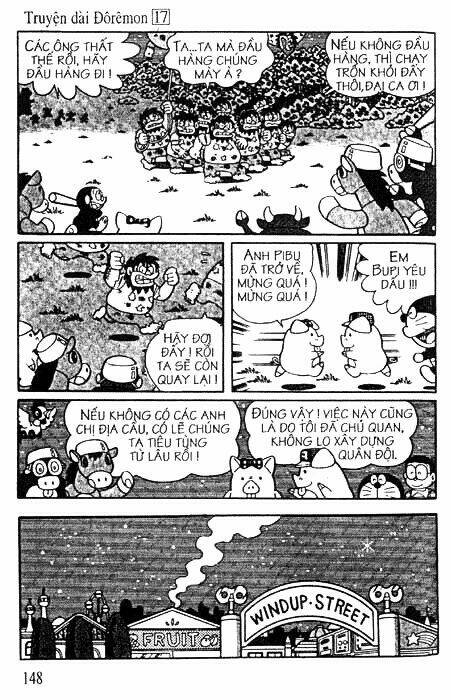 Truyện dài Đôrêmon 17
CÁC ÔNG THẤT
THẾ RỒI, HÃY
ĐẦU HÀNG ĐI !
TA...TA MÀ ĐẦU
HÀNG CHÚNG
MÀY À ?
NẾU KHÔNG ĐẦU
HÀNG, THÌ CHẠY
TRỐN KHỎI ĐÂY
THÔI, ĐẠI CA ƠI !
HÃY ĐỢI
ĐẤY ! RỒI
TA SẼ CÒN
QUAY LẠI !
ANH PIBU
ĐÃ TRỞ VỀ,
MỪNG QUÁ !
MỪNG QUÁ !
EM
BUPI YÊU
DẤU !!!
NẾU KHÔNG CÓ CÁC ANH
CHỊ ĐỊA CẦU, CÓ LẼ CHÚNG
TA TIÊU TÙNG
TỪ LÂU RỒI !
ĐÚNG VẬY ! VIỆC NÀY CŨNG
LÀ DO TÔI ĐÃ CHỦ QUAN,
KHÔNG LO XÂY DỰNG
QUÂN ĐỘI.
FRUIT
WINDUP·STREET
148